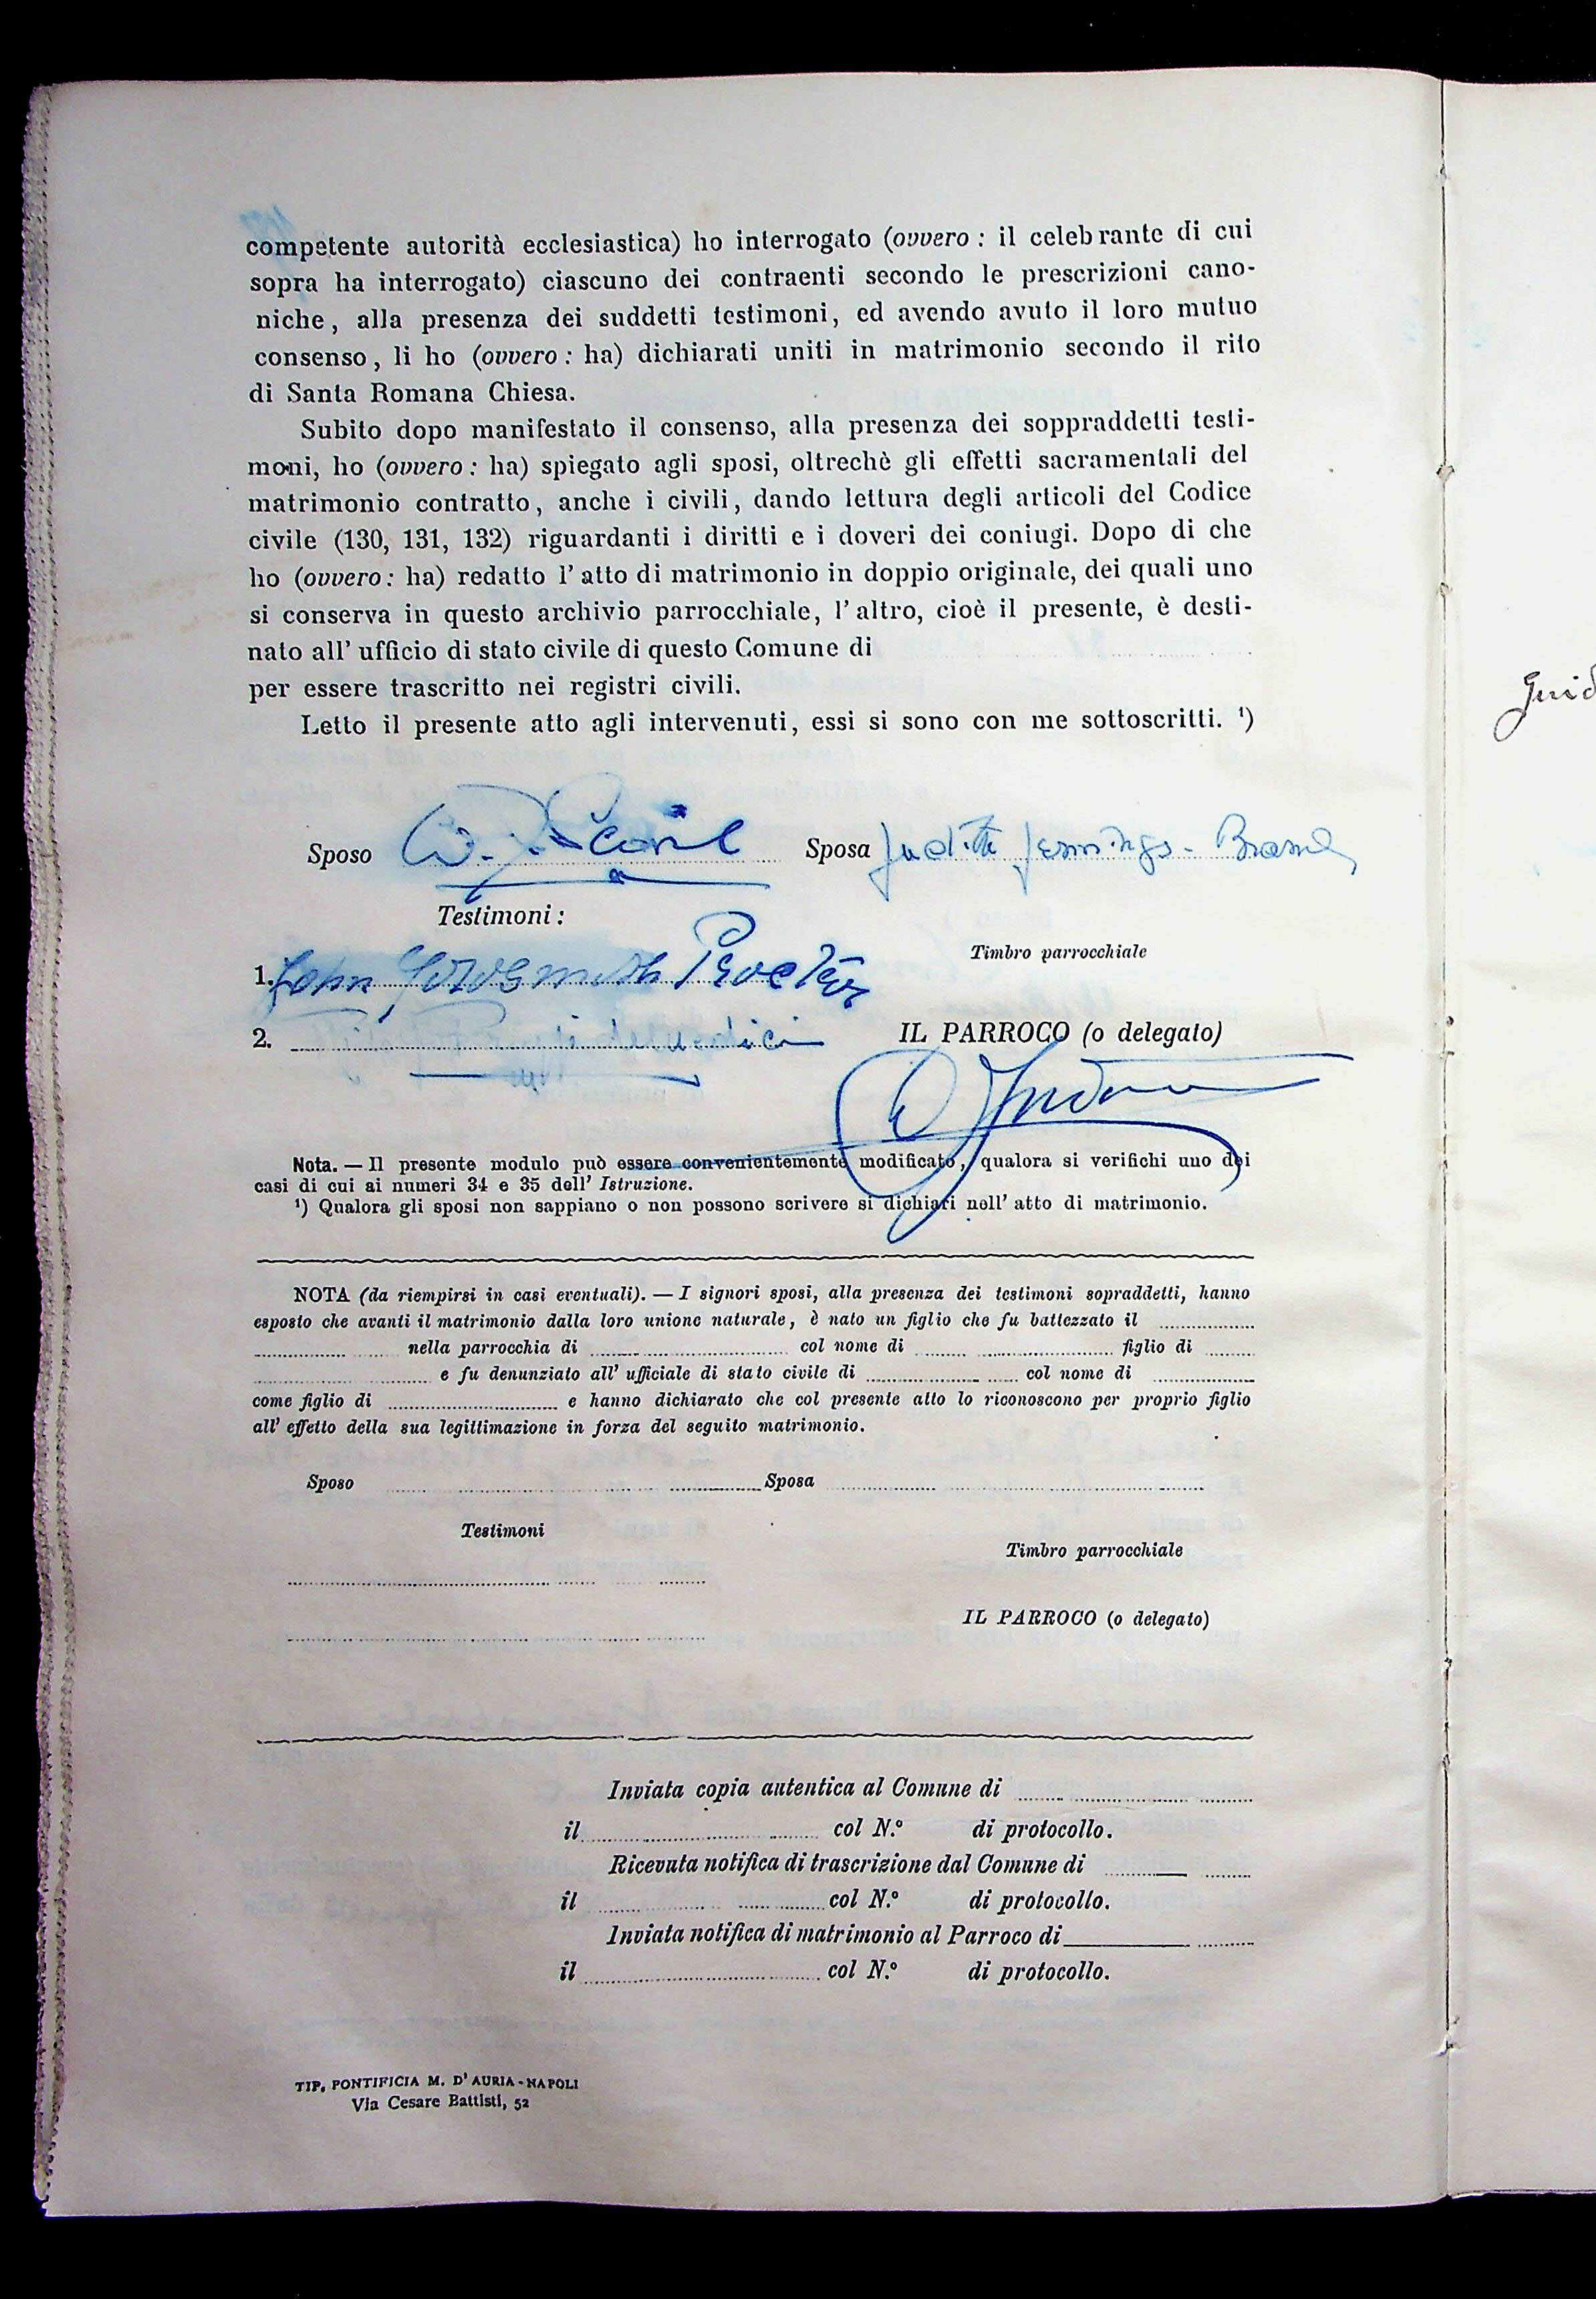 competente autorità ecclesiastica) ho interrogato (ovvero : il celebrante di cui
sopra ha interrogato) ciascuno dei contraenti secondo le prescrizioni cano-
niche, alla presenza dei suddetti testimoni, ed avendo avuto il loro mutuo
consenso, li ho (ovvero : ha) dichiarati uniti in matrimonio secondo il rito
di Santa Romana Chiesa.
Subito dopo manifestato il consenso, alla presenza dei soppraddetti testi-
moni, ho (ovvero : ha) spiegato agli sposi, oltrechè gli effetti sacramentali del
matrimonio contratto, anche i civili, dando lettura degli articoli del Codice
civile (130, 131, 132) riguardanti i diritti e i doveri dei coniugi. Dopo di che
ho (ovvero : ha) redatto l' atto di matrimonio in doppio originale, dei quali uno
si conserva in questo archivio parrocchiale, l' altro, cioè il presente, è desti-
nato all' ufficio di stato civile di questo Comune di
per essere trascritto nei registri civili.
Letto il presente atto agli intervenuti, essi si sono con me sottoscritti. ¹)
Sposo W. Sposa Judith Jennings-
Testimoni :
Timbro parrocchiale
1. John Proctor
2.
IL PARROCO (o delegato)
Nota. — Il presente modulo può essere convenientemente modificato, qualora si verifichi uno dei
casi di cui ai numeri 34 e 35 dell' Istruzione.
¹) Qualora gli sposi non sappiano o non possono scrivere si dichiari nell' atto di matrimonio.
NOTA (da riempirsi in casi eventuali). — I signori sposi, alla presenza dei testimoni sopraddetti, hanno
esposto che avanti il matrimonio dalla loro unione naturale, è nato un figlio che fu battezzato il
nella parrocchia di col nome di figlio di
e fu denunziato all' ufficiale di stato civile di col nome di
come figlio di e hanno dichiarato che col presente atto lo riconoscono per proprio figlio
all' effetto della sua legittimazione in forza del seguito matrimonio.
Sposo Sposa
Testimoni
Timbro parrocchiale
IL PARROCO (o delegato)
Inviata copia autentica al Comune di
il col N.º di protocollo.
Ricevuta notifica di trascrizione dal Comune di
il col N.º di protocollo.
Inviata notifica di matrimonio al Parroco di
il col N.º di protocollo.
TIP. PONTIFICIA M. D' AURIA - NAPOLI
Via Cesare Battisti, 52